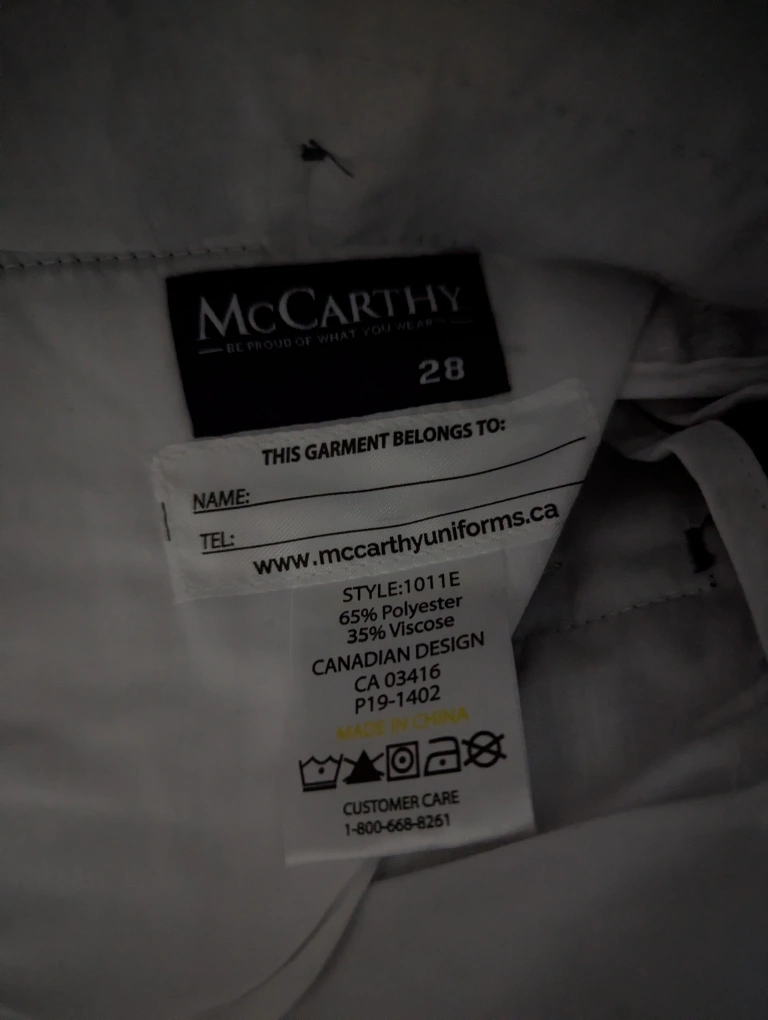 McCARTHY
BE PROUD OF WHAT YOU WEAR
28
THIS GARMENT BELONGS TO:
NAME:
TEL:
www.mccarthyuniforms.ca
STYLE:1011E
65% Polyester
35% Viscose
CANADIAN DESIGN
CA 03416
P19-1402
MADE IN CHINA
CUSTOMER CARE
1-800-668-8261